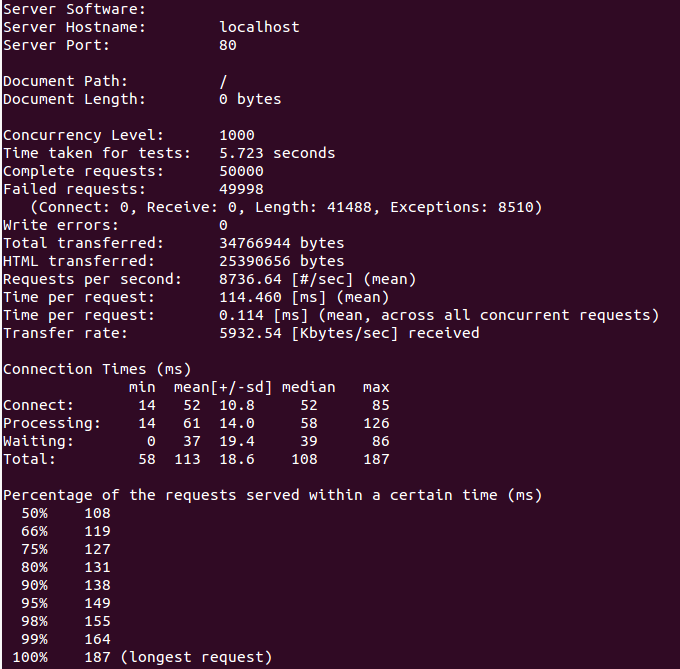 Server Software:
Server Hostname:        localhost
Server Port:            80
Document Path:          /
Document Length:        0 bytes
Concurrency Level:      1000
Time taken for tests:   5.723 seconds
Complete requests:      50000
Failed requests:        49998
   (Connect: 0, Receive: 0, Length: 41488, Exceptions: 8510)
Write errors:           0
Total transferred:      34766944 bytes
HTML transferred:       25390656 bytes
Requests per second:    8736.64 [#/sec] (mean)
Time per request:       114.460 [ms] (mean)
Time per request:       0.114 [ms] (mean, across all concurrent requests)
Transfer rate:          5932.54 [Kbytes/sec] received
Connection Times (ms)
              min  mean[+/-sd] median   max
Connect:       14   52  10.8     52      85
Processing:    14   61  14.0     58     126
Waiting:        0   37  19.4     39      86
Total:         58  113  18.6    108     187
Percentage of the requests served within a certain time (ms)
  50%    108
  66%    119
  75%    127
  80%    131
  90%    138
  95%    149
  98%    155
  99%    164
 100%    187 (longest request)